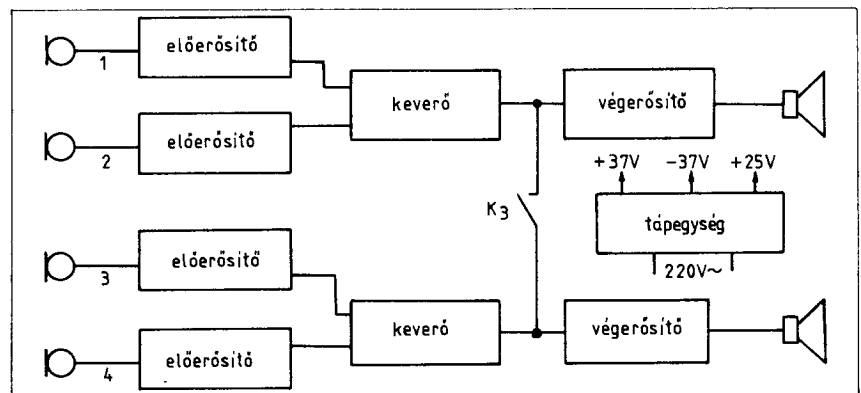 1
előerősítő
keverő
végerősítő
2
előerősítő
+37V -37V +25V
K3
tápegység
220V~
3
előerősítő
keverő
végerősítő
4
előerősítő